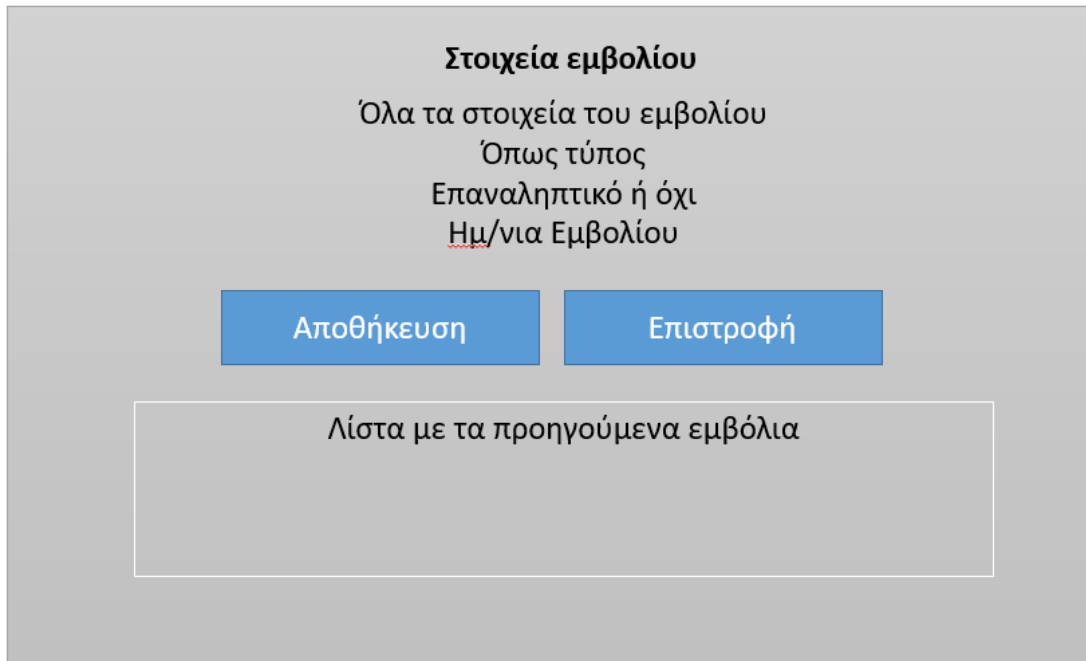 Στοιχεία εμβολίου
Όλα τα στοιχεία του εμβολίου
Όπως τύπος
Επαναληπτικό ή όχι
Ημ/νια Εμβολίου
Αποθήκευση
Επιστροφή
Λίστα με τα προηγούμενα εμβόλια